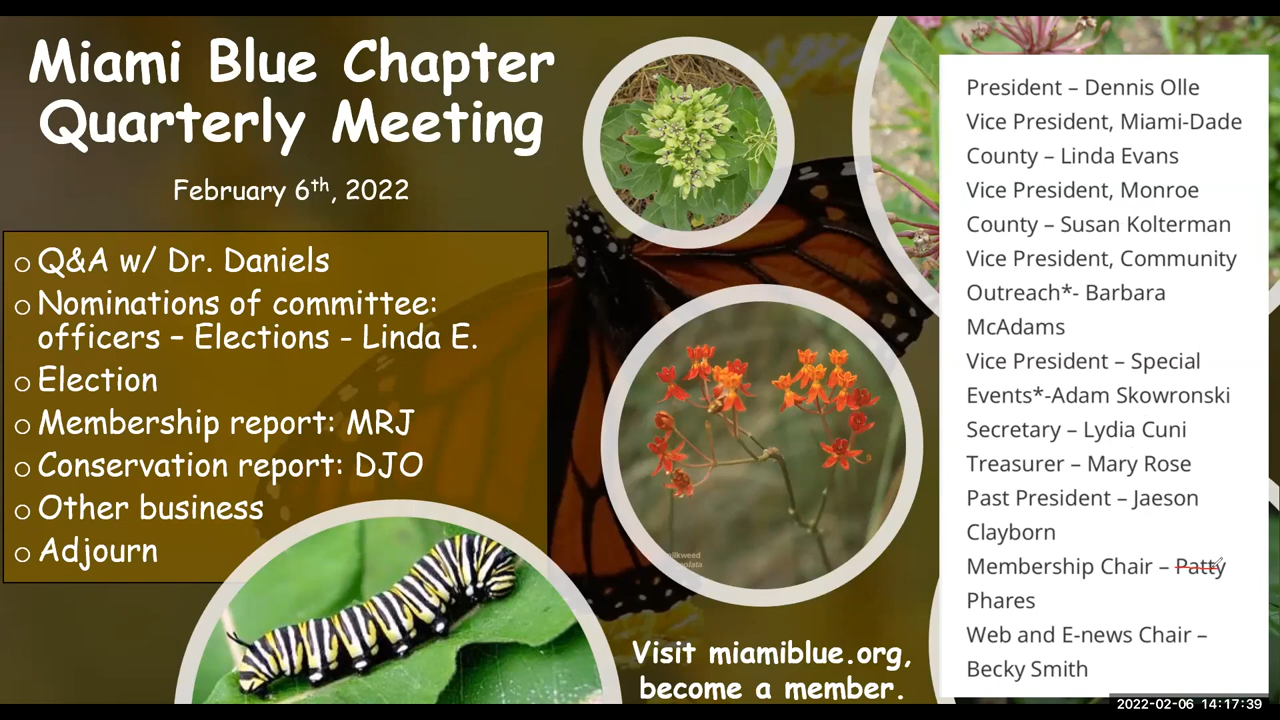 Miami Blue Chapter
Quarterly Meeting
February 6th, 2022
Q&A w/ Dr. Daniels
Nominations of committee:
officers – Elections - Linda E.
Election
Membership report: MRJ
Conservation report: DJO
Other business
Adjourn
Visit miamiblue.org,
become a member.
President – Dennis Olle
Vice President, Miami-Dade
County – Linda Evans
Vice President, Monroe
County – Susan Kolterman
Vice President, Community
Outreach*- Barbara
McAdams
Vice President – Special
Events*-Adam Skowronski
Secretary – Lydia Cuni
Treasurer – Mary Rose
Past President – Jaeson
Clayborn
Membership Chair – Patty
Phares
Web and E-news Chair –
Becky Smith
2022-02-06 14:17:39